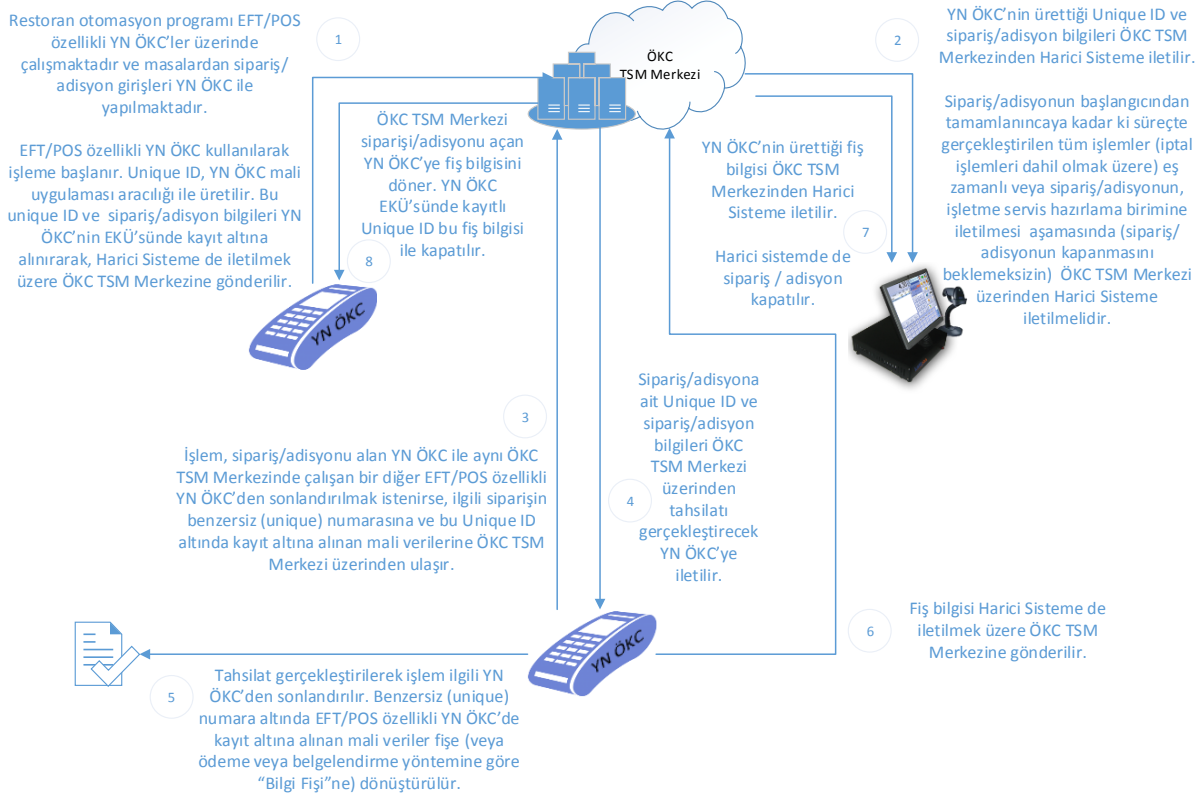 Restoran otomasyon programı EFT/POS
özellikli YN ÖKC’ler üzerinde
çalışmaktadır ve masalardan sipariş/
adisyon girişleri YN ÖKC ile
yapılmaktadır.
EFT/POS özellikli YN ÖKC kullanılarak
işleme başlanır. Unique ID, YN ÖKC mali
uygulaması aracılığı ile üretilir. Bu
unique ID ve sipariş/adisyon bilgileri YN
ÖKC’nin EKÜ’sünde kayıt altına
alınırarak, Harici Sisteme de iletilmek
üzere ÖKC TSM Merkezine gönderilir.
1
YN ÖKC
ÖKC TSM Merkezi
siparişi/adisyonu açan
YN ÖKC’ye fiş bilgisini
döner. YN ÖKC
EKÜ’sünde kayıtlı
Unique ID bu fiş bilgisi
ile kapatılır.
8
ÖKC
TSM Merkezi
2
YN ÖKC’nin ürettiği Unique ID ve
sipariş/adisyon bilgileri ÖKC TSM
Merkezinden Harici Sisteme iletilir.
Sipariş/adisyonun başlangıcından
tamamlanıncaya kadar ki süreçte
gerçekleştirilen tüm işlemler (iptal
işlemleri dahil olmak üzere) eş
zamanlı veya sipariş/adisyonun,
işletme servis hazırlama birimine
iletilmesi aşamasında (sipariş/
adisyonun kapanmasını
beklemeksizin) ÖKC TSM Merkezi
üzerinden Harici Sisteme
iletilmelidir.
YN ÖKC’nin ürettiği fiş
bilgisi ÖKC TSM
Merkezinden Harici
Sisteme iletilir.
7
Harici sistemde de
sipariş / adisyon
kapatılır.
3
İşlem, sipariş/adisyonu alan YN ÖKC ile aynı ÖKC
TSM Merkezinde çalışan bir diğer EFT/POS özellikli
YN ÖKC’den sonlandırılmak istenirse, ilgili siparişin
benzersiz (unique) numarasına ve bu Unique ID
altında kayıt altına alınan mali verilerine ÖKC TSM
Merkezi üzerinden ulaşır.
Sipariş/adisyona
ait Unique ID ve
sipariş/adisyon
bilgileri ÖKC
TSM Merkezi
üzerinden
tahsilatı
gerçekleştirecek
YN ÖKC’ye
iletilir.
4
YN ÖKC
5
Tahsilat gerçekleştirilerek işlem ilgili YN
ÖKC’den sonlandırılır. Benzersiz (unique)
numara altında EFT/POS özellikli YN ÖKC’de
kayıt altına alınan mali veriler fişe (veya
ödeme veya belgelendirme yöntemine göre
“Bilgi Fişi”ne) dönüştürülür.
6
Fiş bilgisi Harici Sisteme de
iletilmek üzere ÖKC TSM
Merkezine gönderilir.